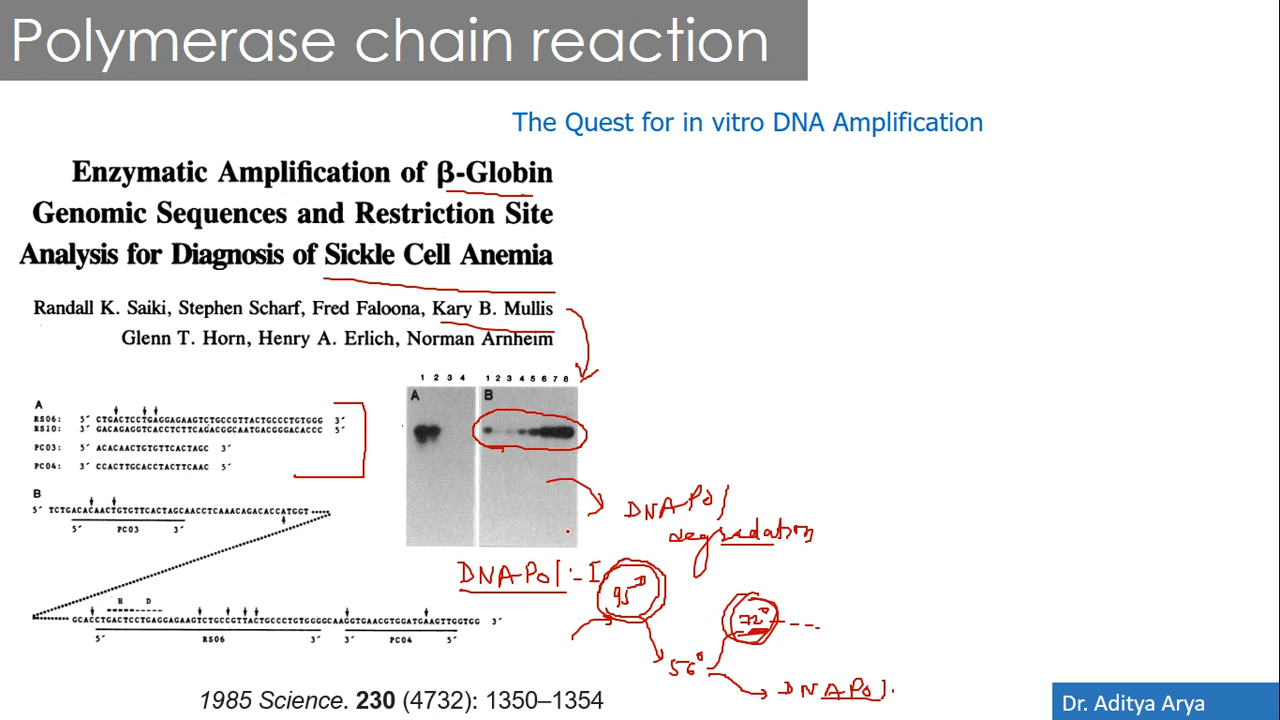 Polymerase chain reaction
The Quest for in vitro DNA Amplification
Enzymatic Amplification of β-Globin
Genomic Sequences and Restriction Site
Analysis for Diagnosis of Sickle Cell Anemia
Randall K. Saiki, Stephen Scharf, Fred Faloona, Kary B. Mullis
Glenn T. Horn, Henry A. Erlich, Norman Arnheim
A
RS06: 5″ CTGACTCCTGAGGAGAAGTCTGCCGTTACTGCCCTGTGGG 3″
RS10: 3″ GACAGAGGTCACCTCTTCAGACGGCAATGACGGGACACCC 5″
PC03: 5″ ACACAACTGTGTTCACTAGC 3″
PC04: 3″ CCACTTGCACCTACTTCAAC 5″
B
5″ TCTGACACAACTGTGTTCACTAGCAACCTCAAACAGACACCATGGT
5″ PC03 3″
H D
GCACCTGACTCCTGAGGAGAAGTCTGCCGTTACTGCCCTGTGGGGCAAGGTGAACGTGGATGAAGTTGGTGG 3″
5″ RS06 3″ 3″ PC04 5″
1 2 3 4 1 2 3 4 5 6 7 8
A B
DNA Pol
degradation
DNA Pol-I
95°
72°
56°
DNA Pol.
1985 Science. 230 (4732): 1350–1354
Dr. Aditya Arya